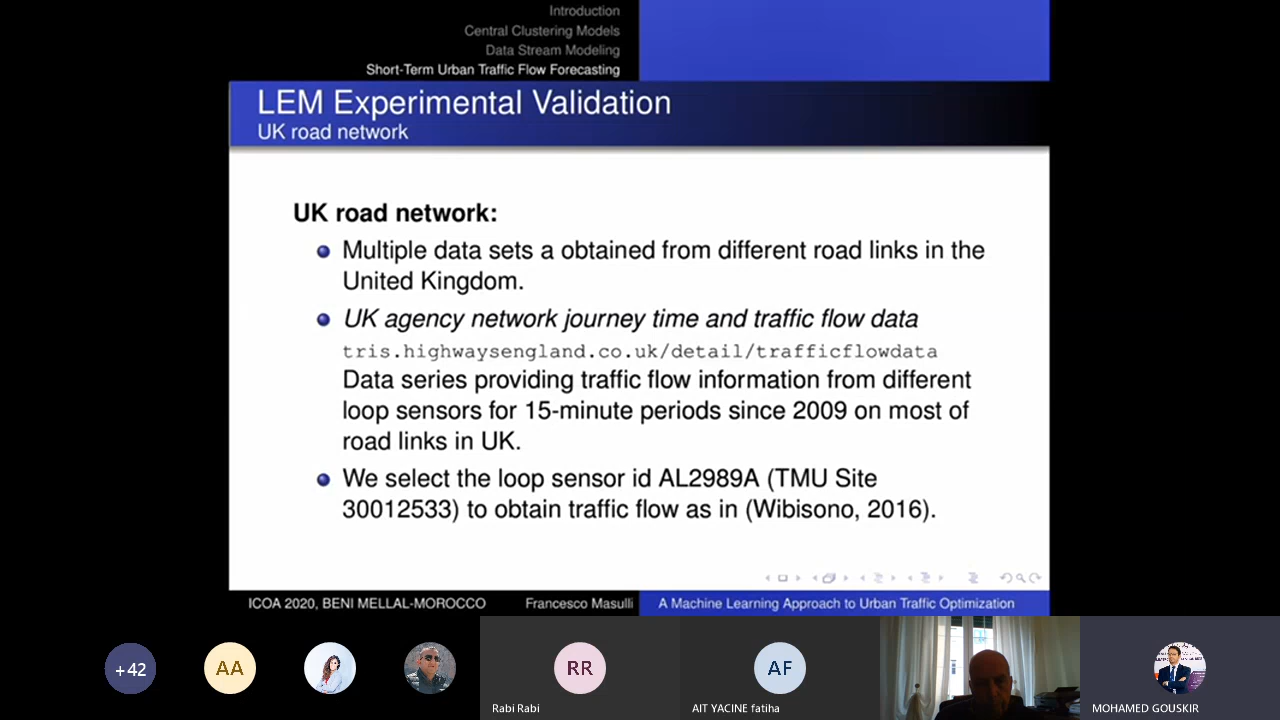 Introduction
Central Clustering Models
Data Stream Modeling
Short-Term Urban Traffic Flow Forecasting
LEM Experimental Validation
UK road network
UK road network:
Multiple data sets a obtained from different road links in the
United Kingdom.
UK agency network journey time and traffic flow data
tris.highwaysengland.co.uk/detail/trafficflowdata
Data series providing traffic flow information from different
loop sensors for 15-minute periods since 2009 on most of
road links in UK.
We select the loop sensor id AL2989A (TMU Site
30012533) to obtain traffic flow as in (Wibisono, 2016).
ICOA 2020, BENI MELLAL-MOROCCO
Francesco Masulli
A Machine Learning Approach to Urban Traffic Optimization
+42
AA
RR
AF
Rabi Rabi
AIT YACINE fatiha
MOHAMED GOUSKIR